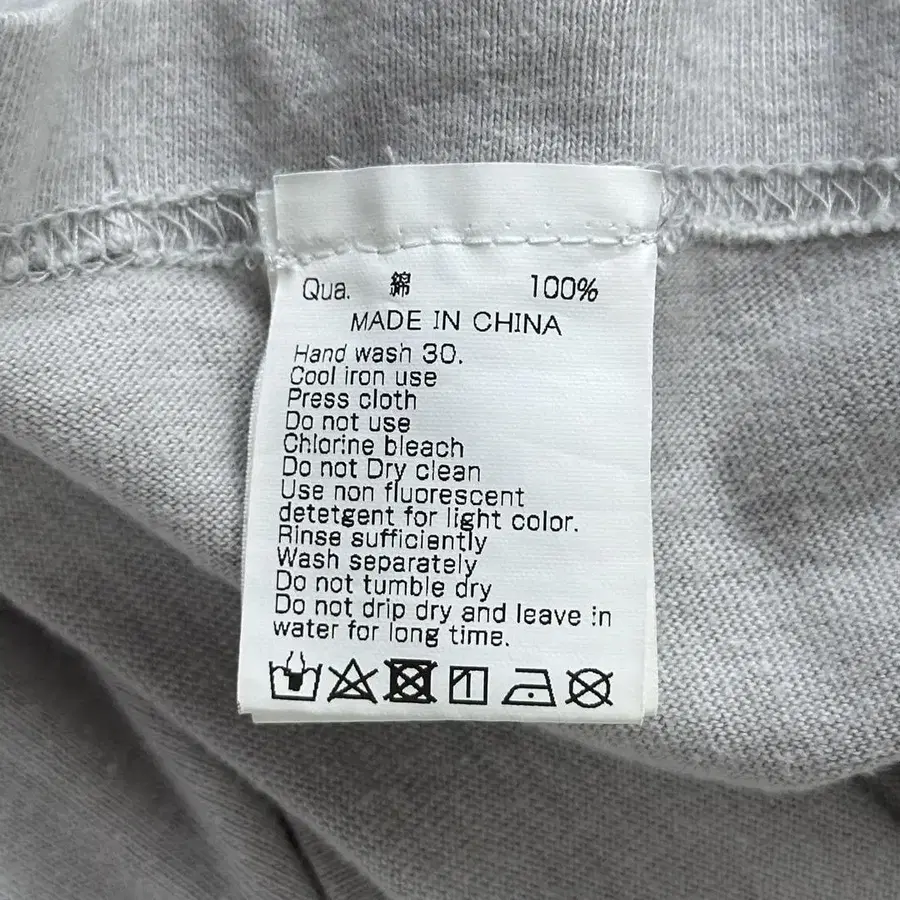 Qua. 綿 100%
MADE IN CHINA
Hand wash 30.
Cool iron use
Press cloth
Do not use
Chlorine bleach
Do not Dry clean
Use non fluorescent
detetgent for light color.
Rinse sufficiently
Wash separately
Do not tumble dry
Do not drip dry and leave in
water for long time.